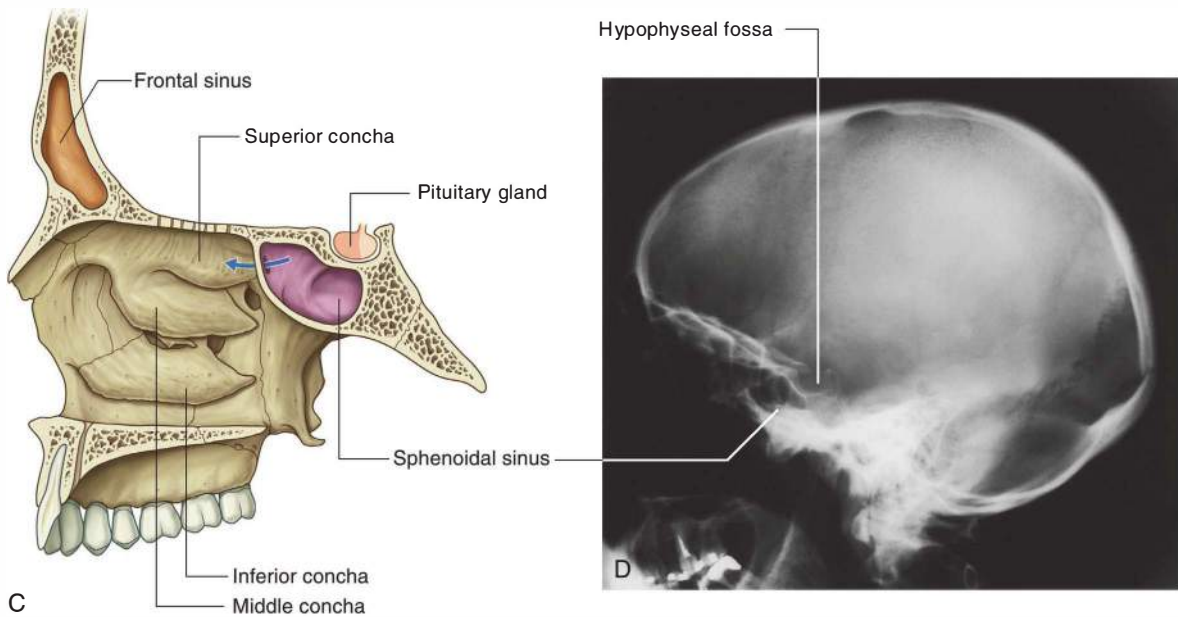 Hypophyseal fossa
Frontal sinus
Superior concha
Pituitary gland
Sphenoidal sinus
Inferior concha
Middle concha
C
D